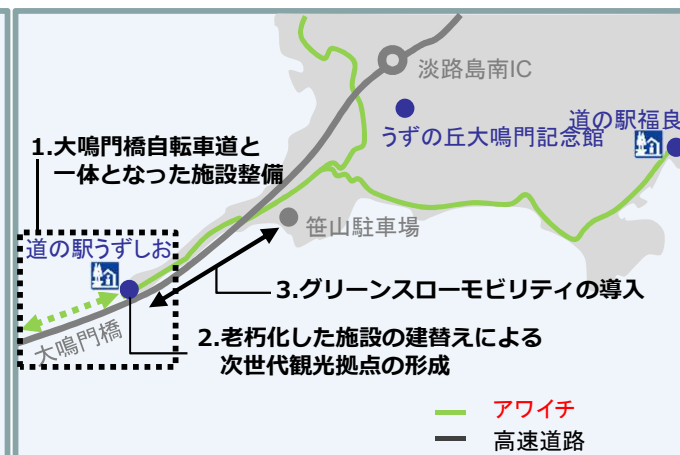 淡路島南IC
道の駅福良
うずの丘大鳴門記念館
1.大鳴門橋自転車道と
一体となった施設整備
笹山駐車場
道の駅うずしお
3.グリーンスローモビリティの導入
大鳴門橋
2.老朽化した施設の建替えによる
次世代観光拠点の形成
アワイチ
高速道路